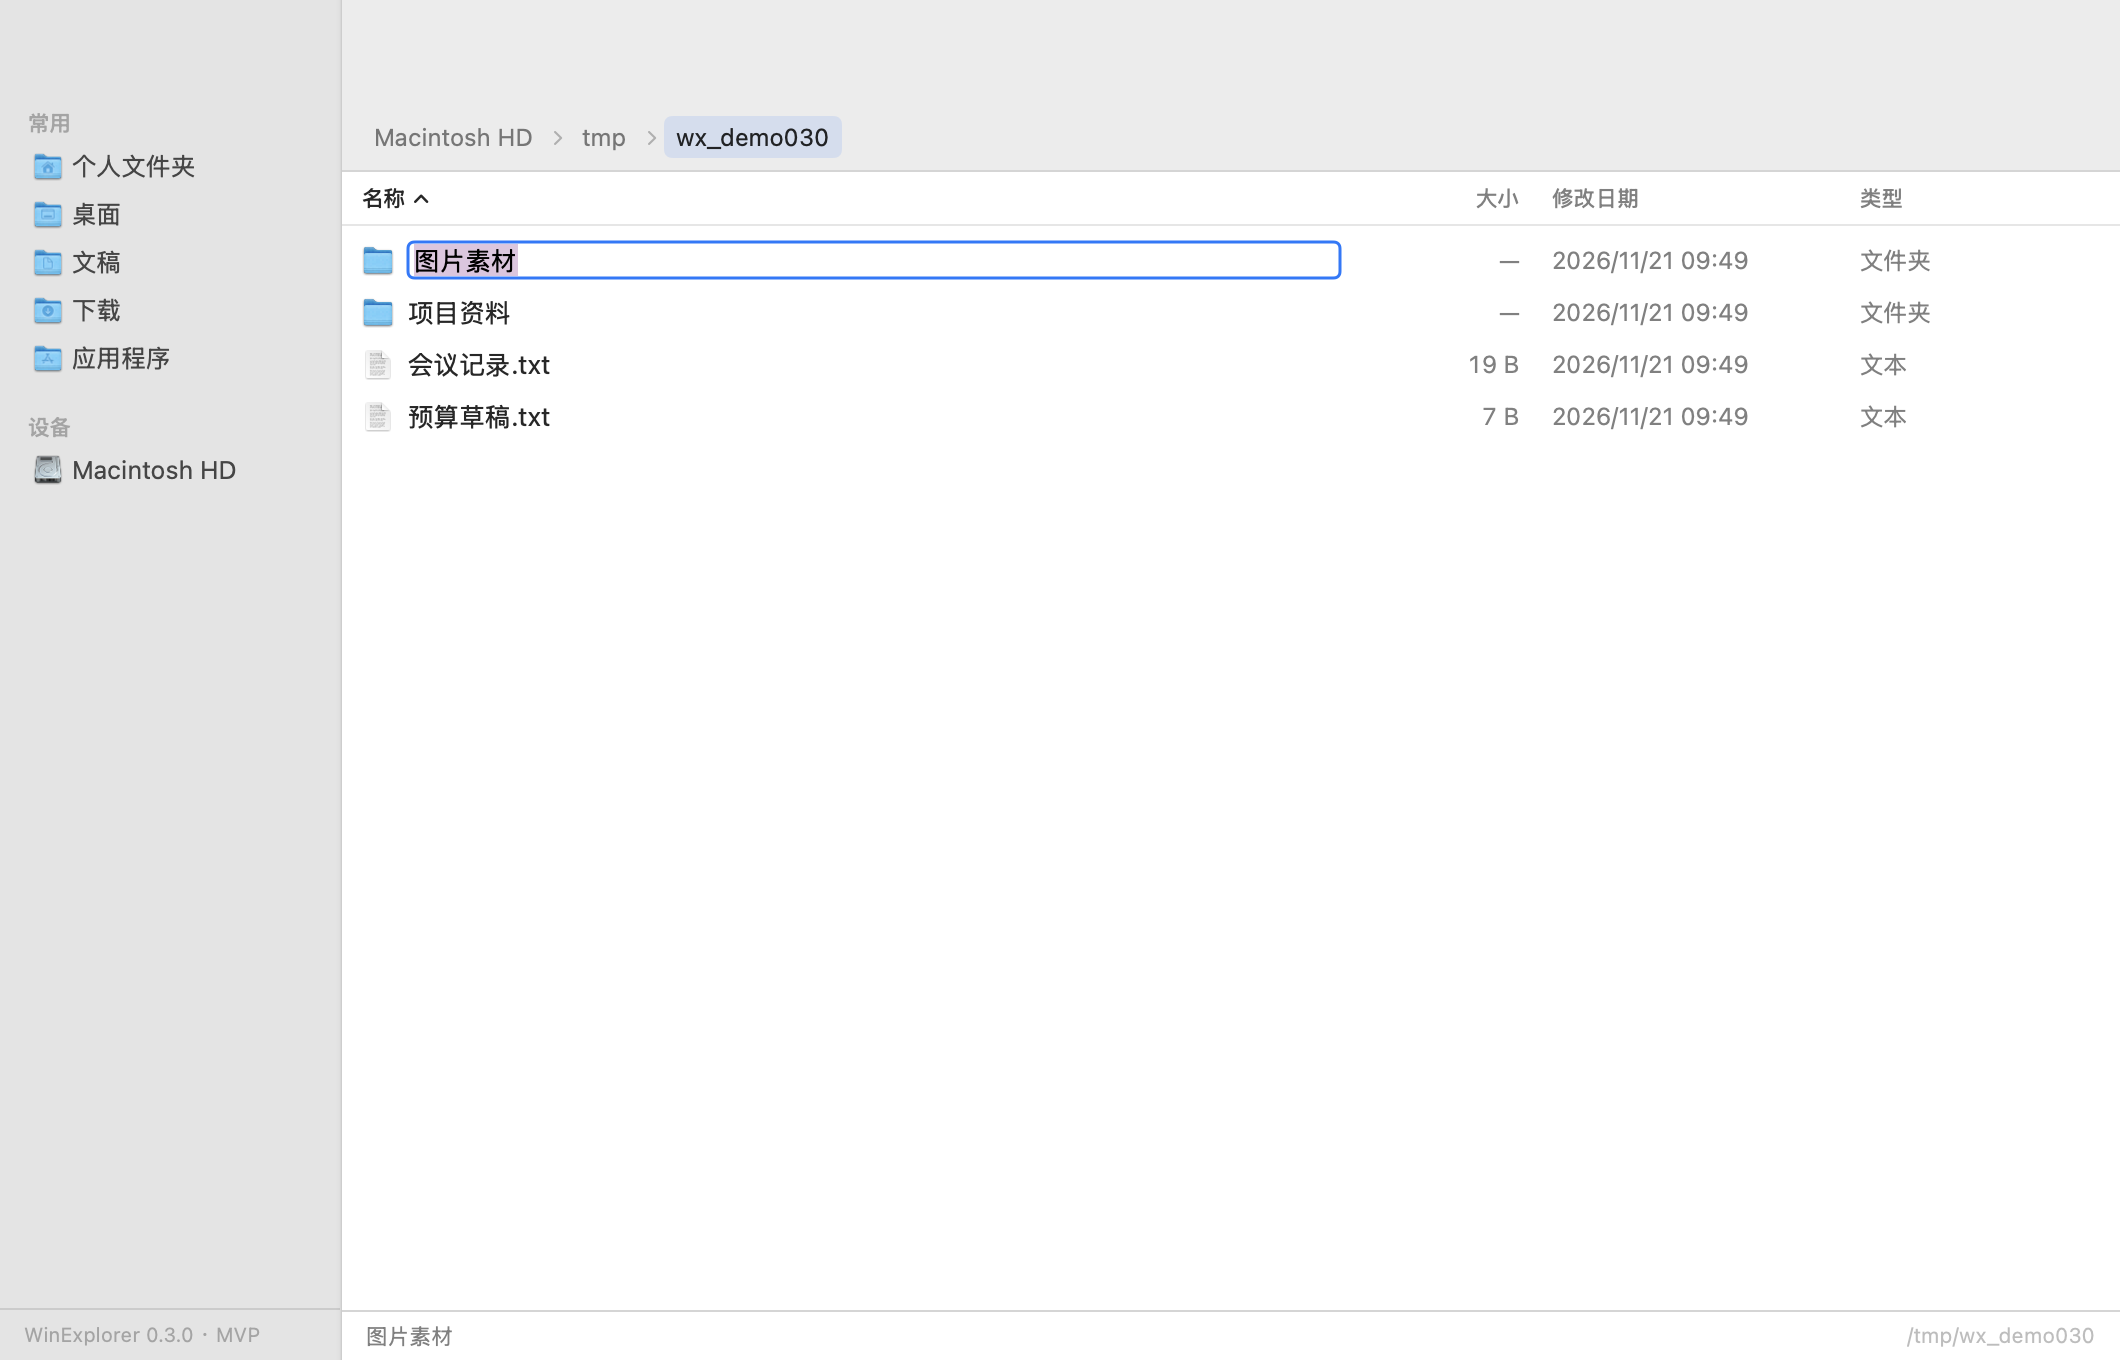 常用
个人文件夹
桌面
文稿
下载
应用程序
设备
Macintosh HD
WinExplorer 0.3.0 · MVP
Macintosh HD › tmp › wx_demo030
名称 大小 修改日期 类型
图片素材 — 2026/11/21 09:49 文件夹
项目资料 — 2026/11/21 09:49 文件夹
会议记录.txt 19 B 2026/11/21 09:49 文本
预算草稿.txt 7 B 2026/11/21 09:49 文本
图片素材 /tmp/wx_demo030